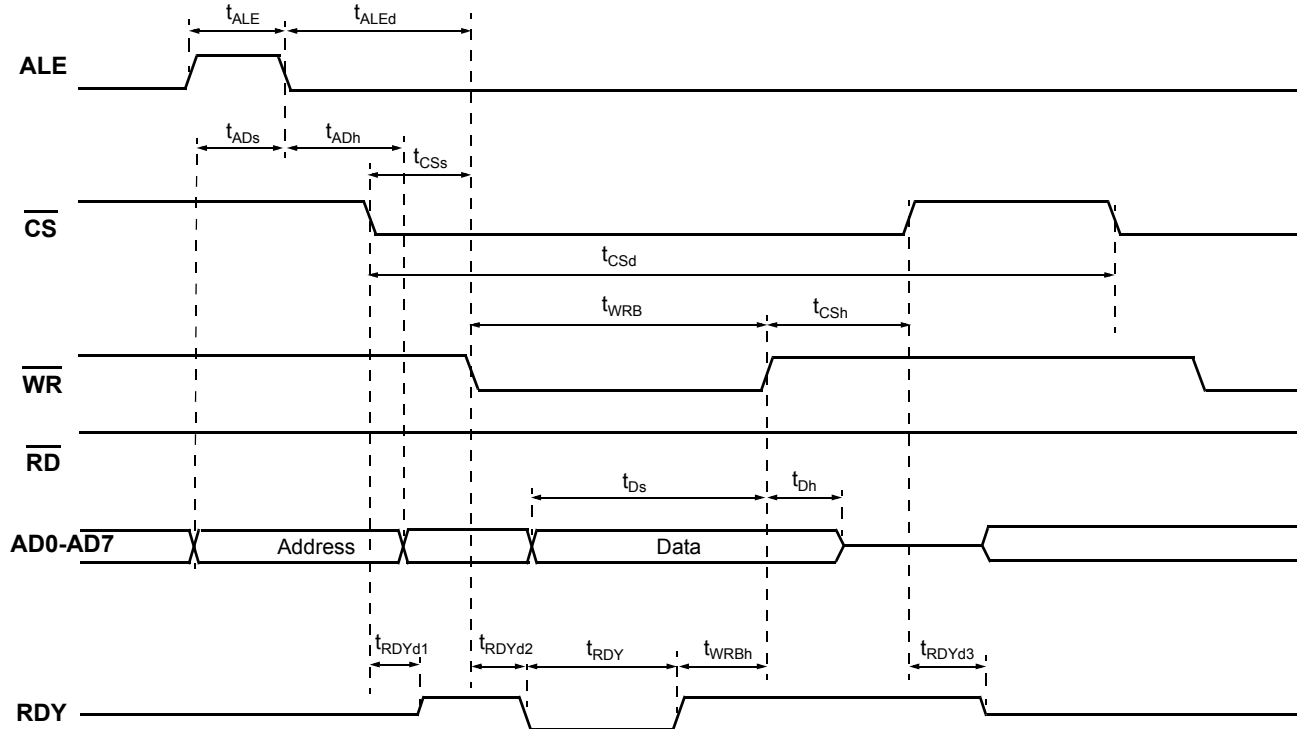 tALE tALEd
ALE
tADs tADh
tCSs
CS
tCSd
tWRB tCSh
WR
RD
tDs tDh
AD0-AD7 Address Data
tRDYd1 tRDYd2 tRDY tWRBh tRDYd3
RDY